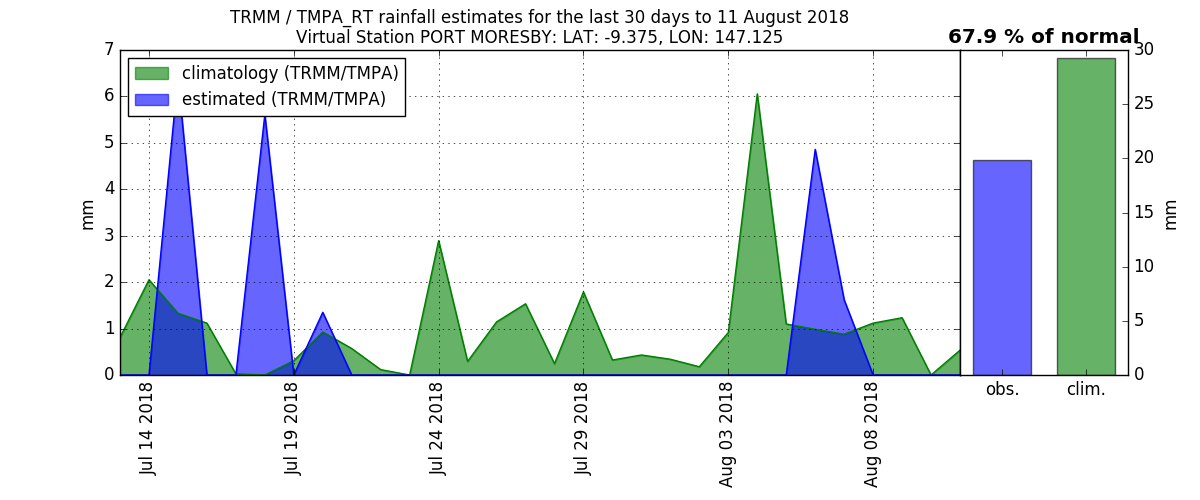 TRMM / TMPA_RT rainfall estimates for the last 30 days to 11 August 2018
Virtual Station PORT MORESBY: LAT: -9.375, LON: 147.125
67.9 % of normal
climatology (TRMM/TMPA)
estimated (TRMM/TMPA)
7
6
5
4
3
2
1
0
mm
Jul 14 2018
Jul 19 2018
Jul 24 2018
Jul 29 2018
Aug 03 2018
Aug 08 2018
obs.
clim.
30
25
20
15
10
5
0
mm